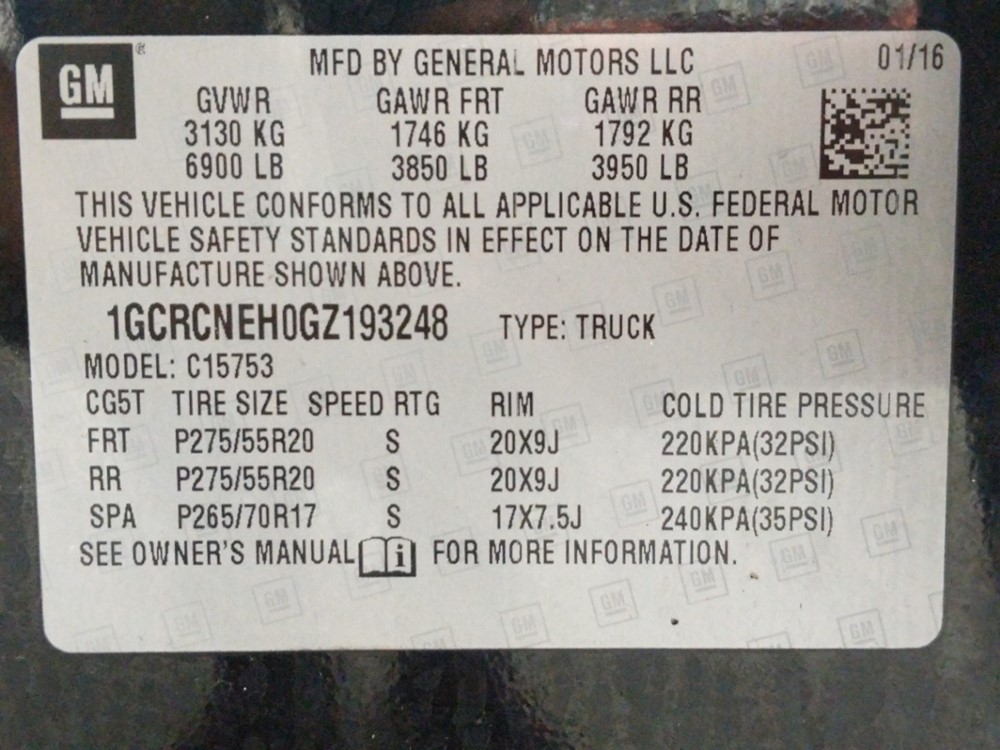 GM ®
MFD BY GENERAL MOTORS LLC 01/16
GVWR GAWR FRT GAWR RR
3130 KG 1746 KG 1792 KG
6900 LB 3850 LB 3950 LB
THIS VEHICLE CONFORMS TO ALL APPLICABLE U.S. FEDERAL MOTOR
VEHICLE SAFETY STANDARDS IN EFFECT ON THE DATE OF
MANUFACTURE SHOWN ABOVE.
1GCRCNEH0GZ193248 TYPE: TRUCK
MODEL: C15753
CG5T TIRE SIZE SPEED RTG RIM COLD TIRE PRESSURE
FRT P275/55R20 S 20X9J 220KPA(32PSI)
RR P275/55R20 S 20X9J 220KPA(32PSI)
SPA P265/70R17 S 17X7.5J 240KPA(35PSI)
SEE OWNER'S MANUAL i FOR MORE INFORMATION.